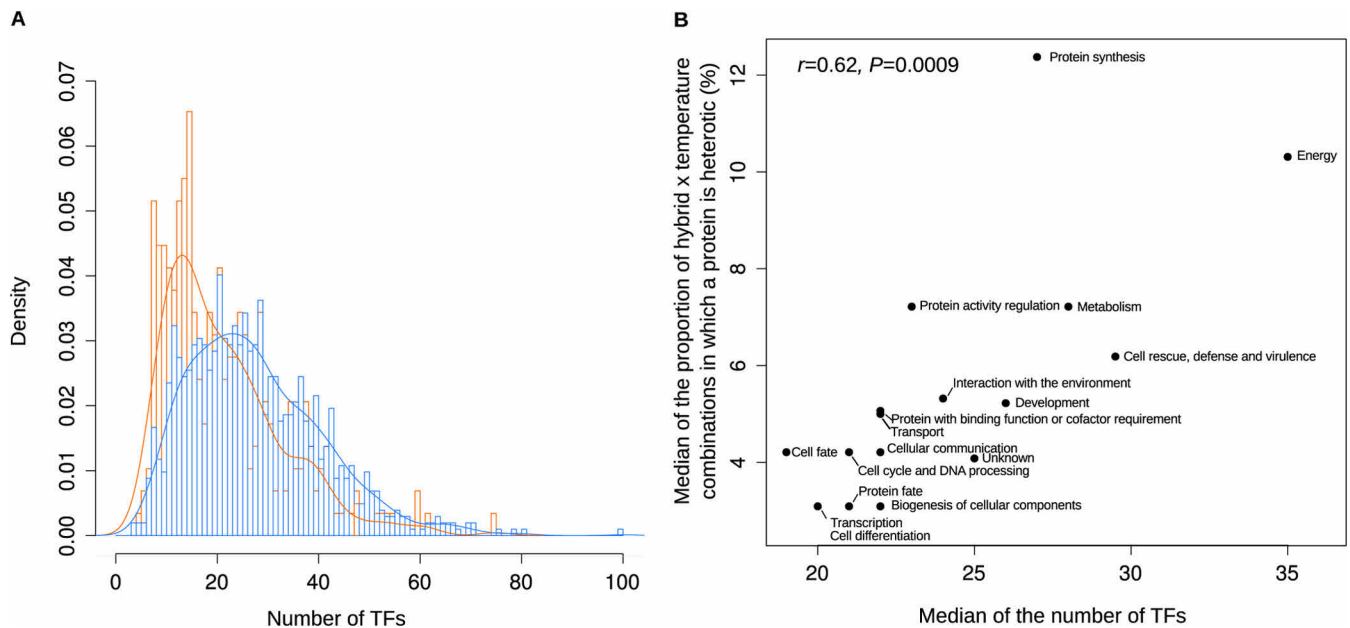 A
Density
0.00
0.01
0.02
0.03
0.04
0.05
0.06
0.07
0
20
40
60
80
100
Number of TFs
B
Median of the proportion of hybrid x temperature
combinations in which a protein is heterotic (%)
r=0.62, P=0.0009
12
10
8
6
4
Protein synthesis
Energy
Protein activity regulation
Metabolism
Cell rescue, defense and virulence
Interaction with the environment
Development
Protein with binding function or cofactor requirement
Transport
Cell fate
Cellular communication
Unknown
Cell cycle and DNA processing
Protein fate
Biogenesis of cellular components
Transcription
Cell differentiation
20
25
30
35
Median of the number of TFs